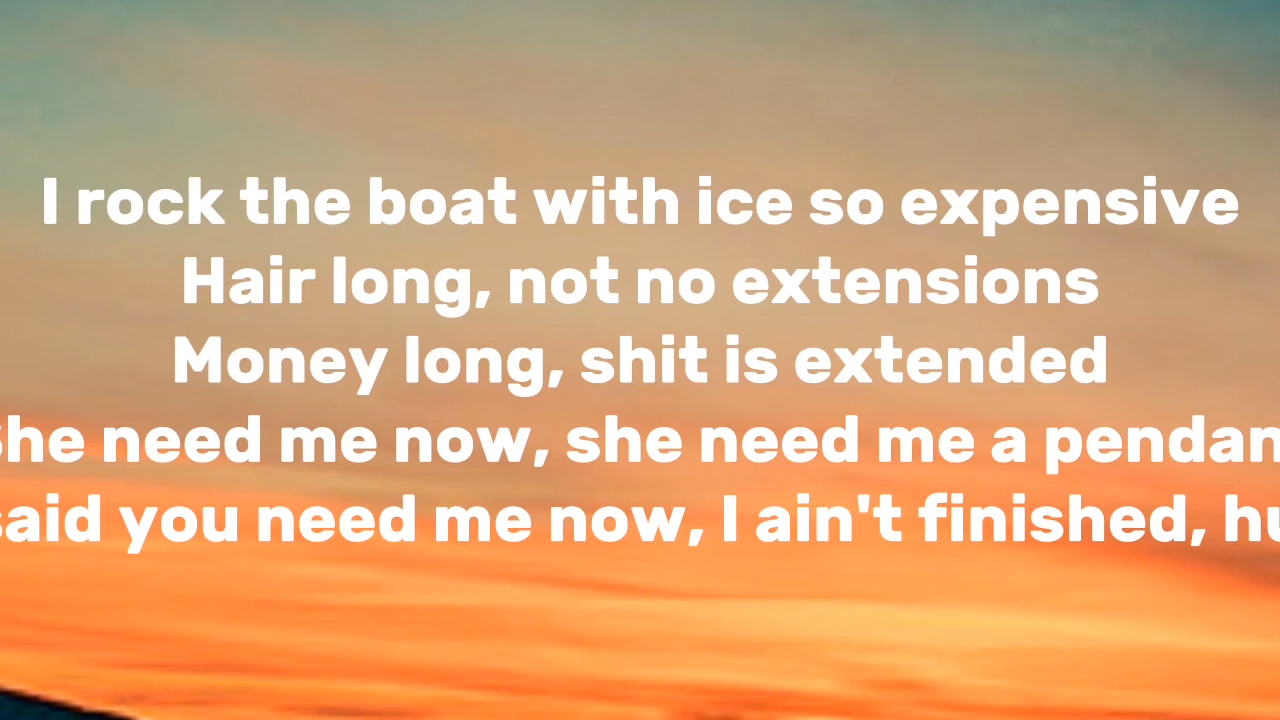 I rock the boat with ice so expensive
Hair long, not no extensions
Money long, shit is extended
She need me now, she need me a pendan
said you need me now, I ain't finished, hu